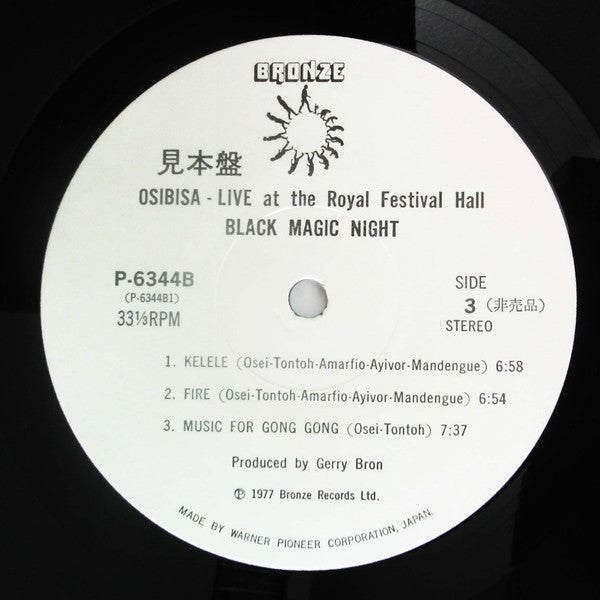 BRONZE
見本盤
OSIBISA - LIVE at the Royal Festival Hall
BLACK MAGIC NIGHT
P-6344B
(P-6344B1)
33⅓RPM
SIDE
3 (非売品)
STEREO
1. KELELE (Osei-Tontoh-Amarfio-Ayivor-Mandengue) 6:58
2. FIRE (Osei-Tontoh-Amarfio-Ayivor-Mandengue) 6:54
3. MUSIC FOR GONG GONG (Osei-Tontoh) 7:37
Produced by Gerry Bron
Ⓟ 1977 Bronze Records Ltd.
MADE BY WARNER PIONEER CORPORATION, JAPAN.